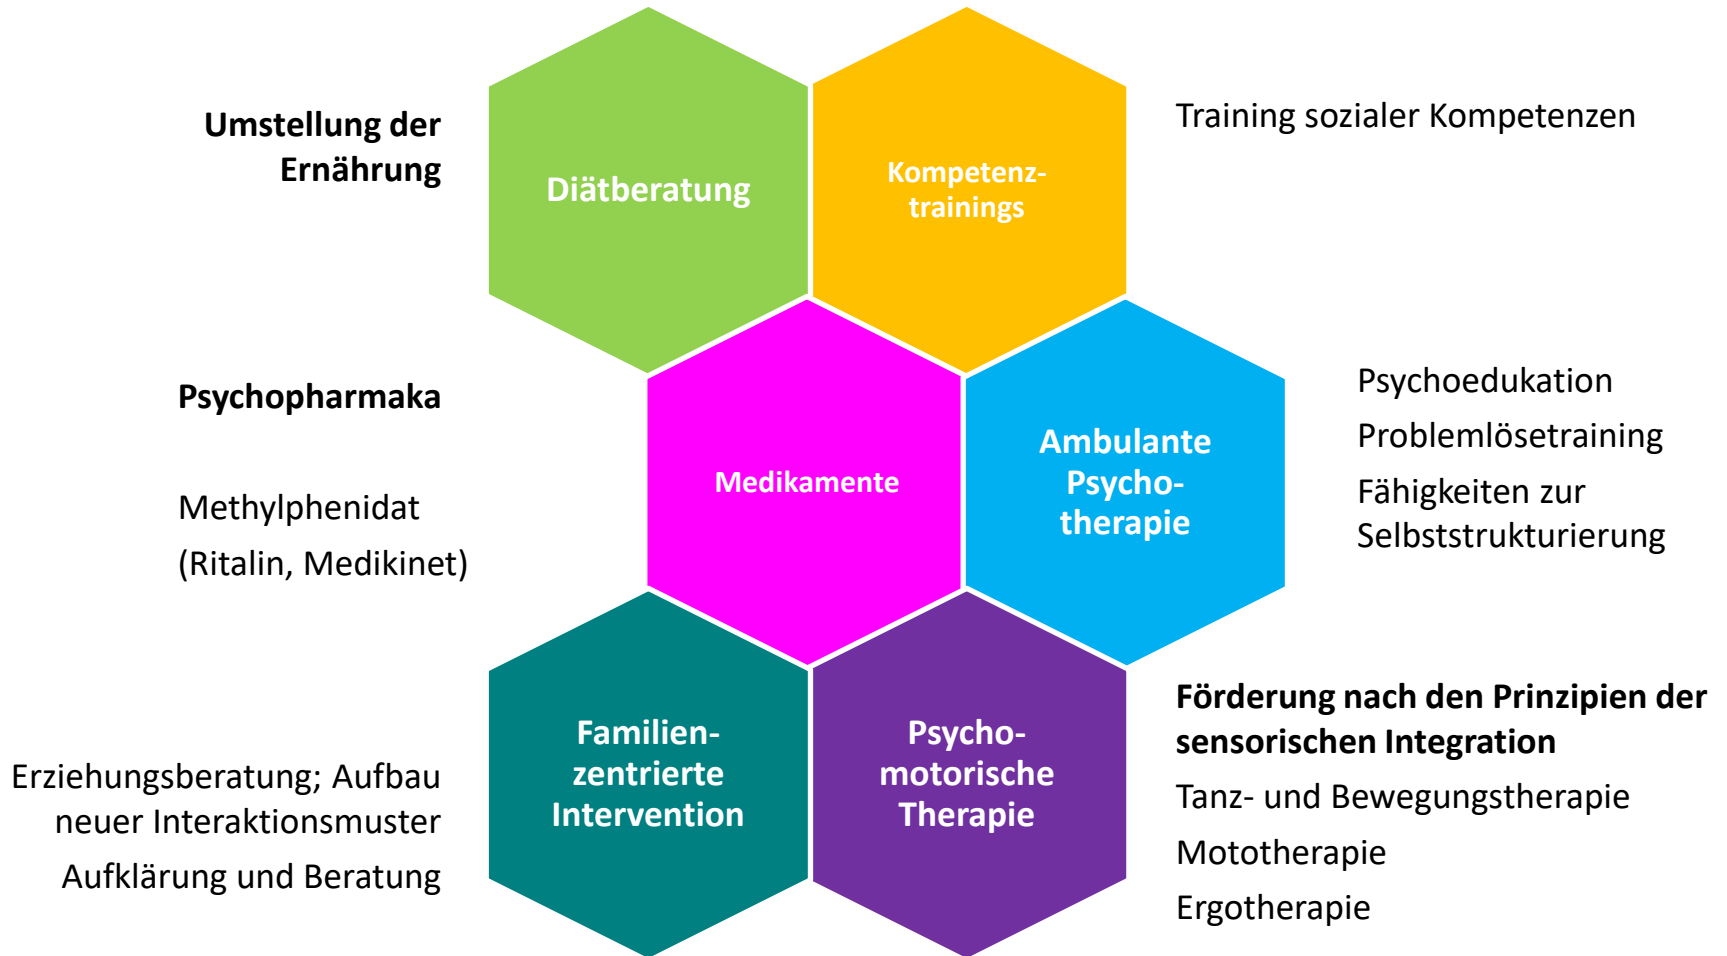 Umstellung der
Ernährung
Diätberatung
Kompetenz-
trainings
Training sozialer Kompetenzen
Psychopharmaka
Methylphenidat
(Ritalin, Medikinet)
Medikamente
Ambulante
Psycho-
therapie
Psychoedukation
Problemlösetraining
Fähigkeiten zur
Selbststrukturierung
Erziehungsberatung; Aufbau
neuer Interaktionsmuster
Aufklärung und Beratung
Familien-
zentrierte
Intervention
Psycho-
motorische
Therapie
Förderung nach den Prinzipien der
sensorischen Integration
Tanz- und Bewegungstherapie
Mototherapie
Ergotherapie